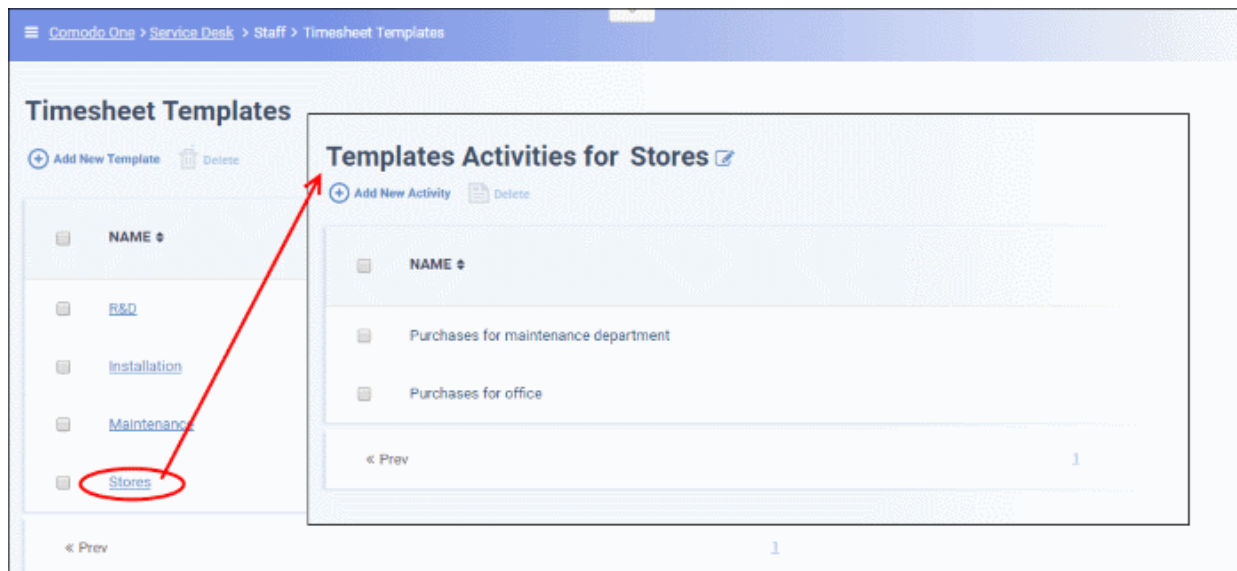 Comodo One > Service Desk > Staff > Timesheet Templates
Timesheet Templates
Add New Template Delete
NAME
R&D
Installation
Maintenance
Stores
« Prev
1
Templates Activities for Stores
Add New Activity Delete
NAME
Purchases for maintenance department
Purchases for office
« Prev
1